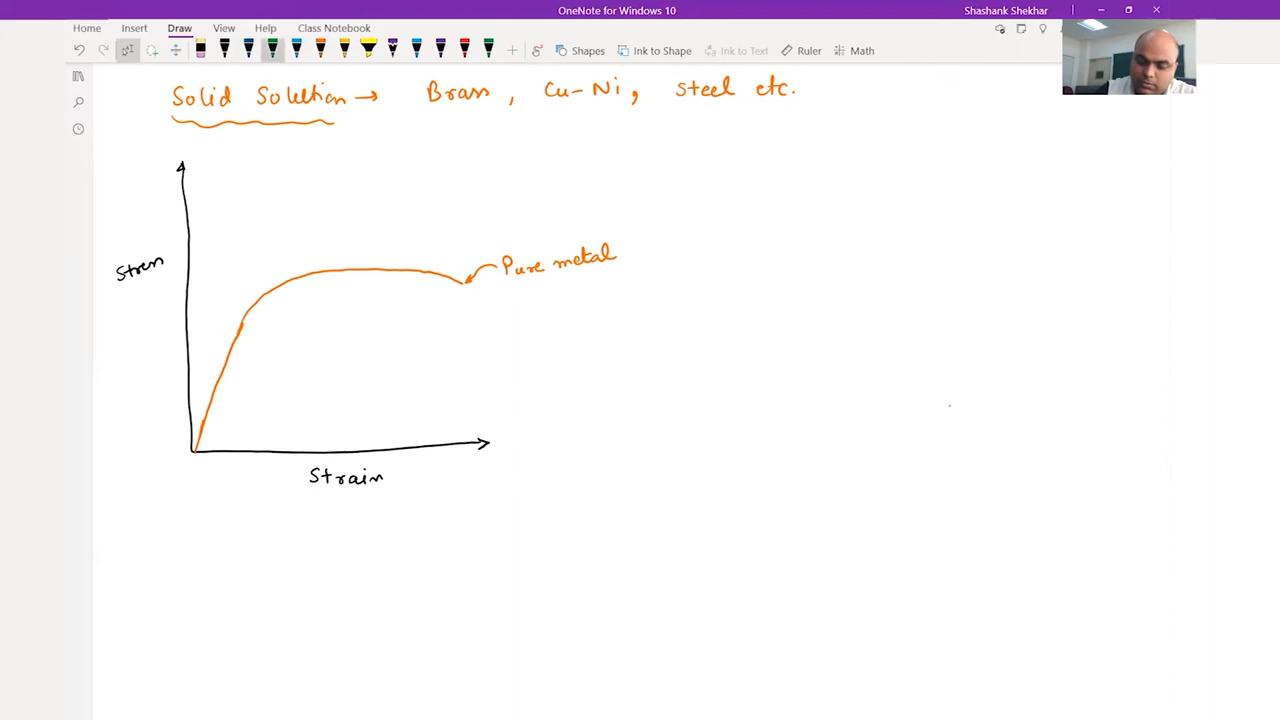 OneNote for Windows 10
Shashank Shekhar
Home Insert Draw View Help Class Notebook
Shapes Ink to Shape Ink to Text Ruler Math
Solid Solution → Brass, Cu-Ni, Steel etc.
Stress
Pure metal
Strain